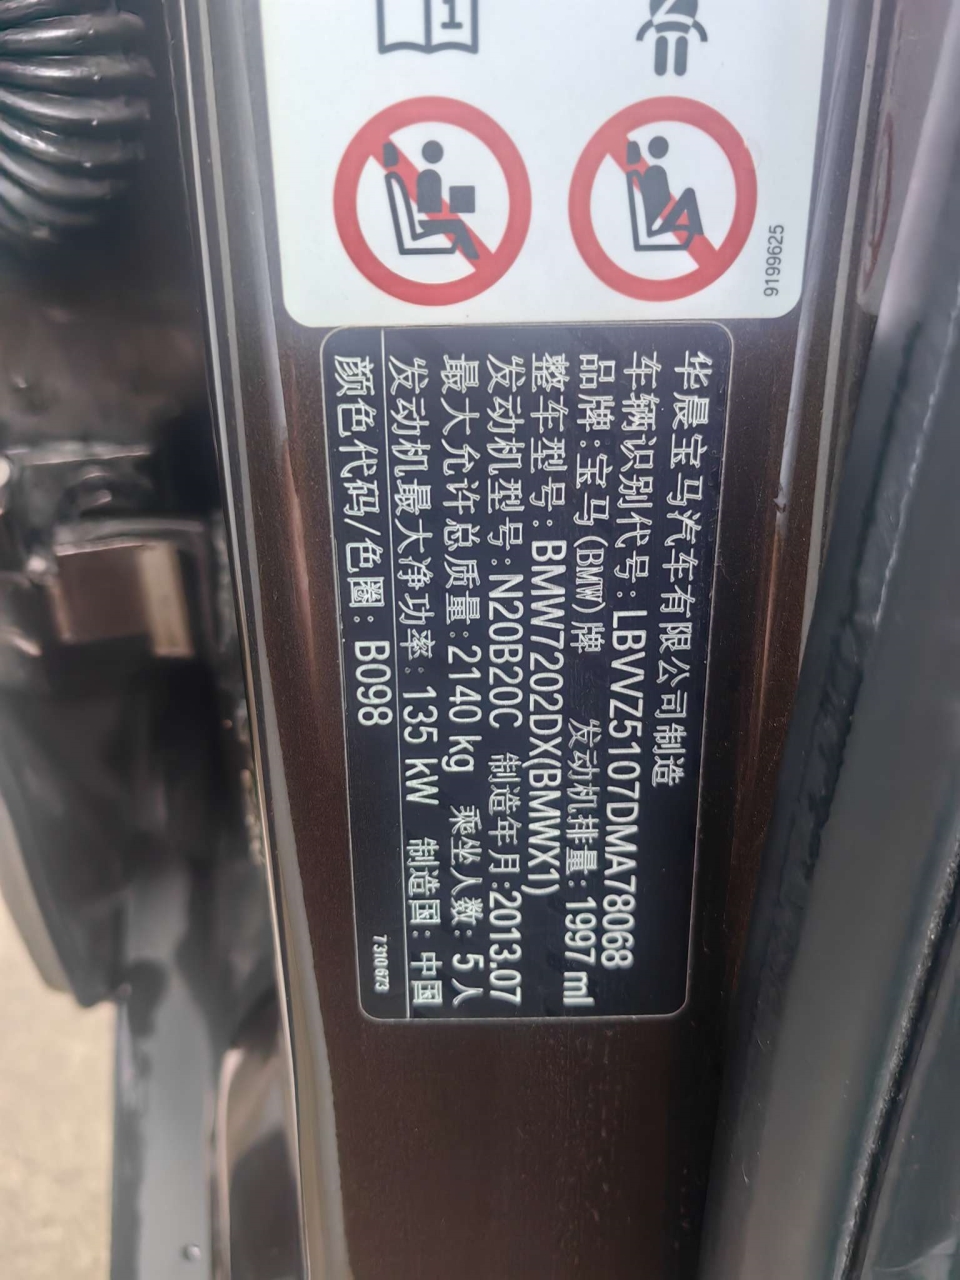 9199625
华晨宝马汽车有限公司制造
车辆识别代号:LBVVZ5107DMA78068
品牌:宝马(BMW)牌 发动机排量:1997 ml
整车型号:BMW7202DX(BMWX1)
发动机型号:N20B20C 制造年月:2013.07
最大允许总质量:2140 kg 乘坐人数:5人
发动机最大净功率:135 kW 制造国:中国
颜色代码/色圈:B098
7 310 673